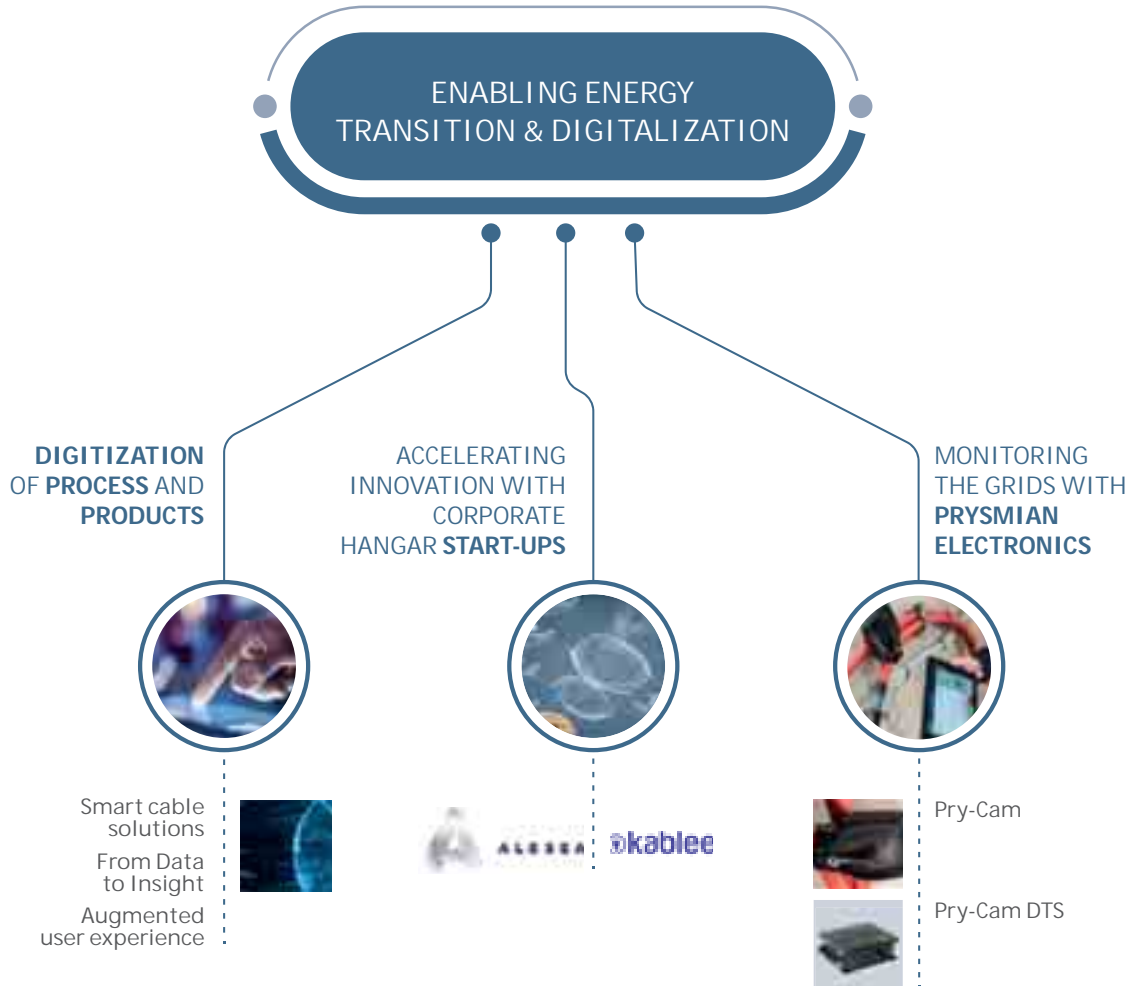 ENABLING ENERGY
TRANSITION & DIGITALIZATION
DIGITIZATION
OF PROCESS AND
PRODUCTS
Smart cable
solutions
From Data
to Insight
Augmented
user experience
ACCELERATING
INNOVATION WITH
CORPORATE
HANGAR START-UPS
ALESEA
kablee
MONITORING
THE GRIDS WITH
PRYSMIAN
ELECTRONICS
Pry-Cam
Pry-Cam DTS